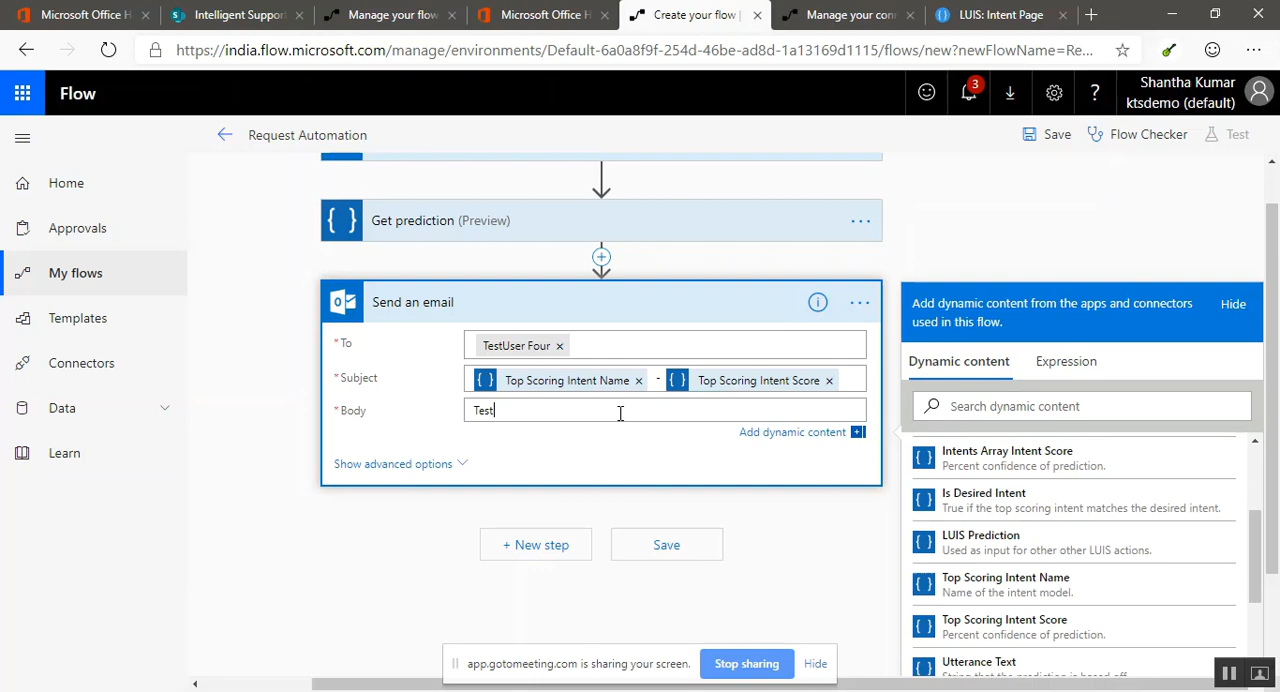 Microsoft Office H
Intelligent Suppor
Manage your flow
Microsoft Office H
Create your flow |
Manage your con
LUIS: Intent Page
https://india.flow.microsoft.com/manage/environments/Default-6a0a8f9f-254d-46be-ad8d-1a13169d1115/flows/new?newFlowName=Re...
Flow
3
?
Shantha Kumar
ktsdemo (default)
Request Automation
Save
Flow Checker
Test
Home
Approvals
My flows
Templates
Connectors
Data
Learn
Get prediction (Preview)
Send an email
* To
TestUser Four
* Subject
Top Scoring Intent Name - Top Scoring Intent Score
* Body
Test
Add dynamic content
Show advanced options
+ New step
Save
Add dynamic content from the apps and connectors
used in this flow.
Hide
Dynamic content
Expression
Search dynamic content
Intents Array Intent Score
Percent confidence of prediction.
Is Desired Intent
True if the top scoring intent matches the desired intent.
LUIS Prediction
Used as input for other other LUIS actions.
Top Scoring Intent Name
Name of the intent model.
Top Scoring Intent Score
Percent confidence of prediction.
Utterance Text
app.gotomeeting.com is sharing your screen.
Stop sharing
Hide